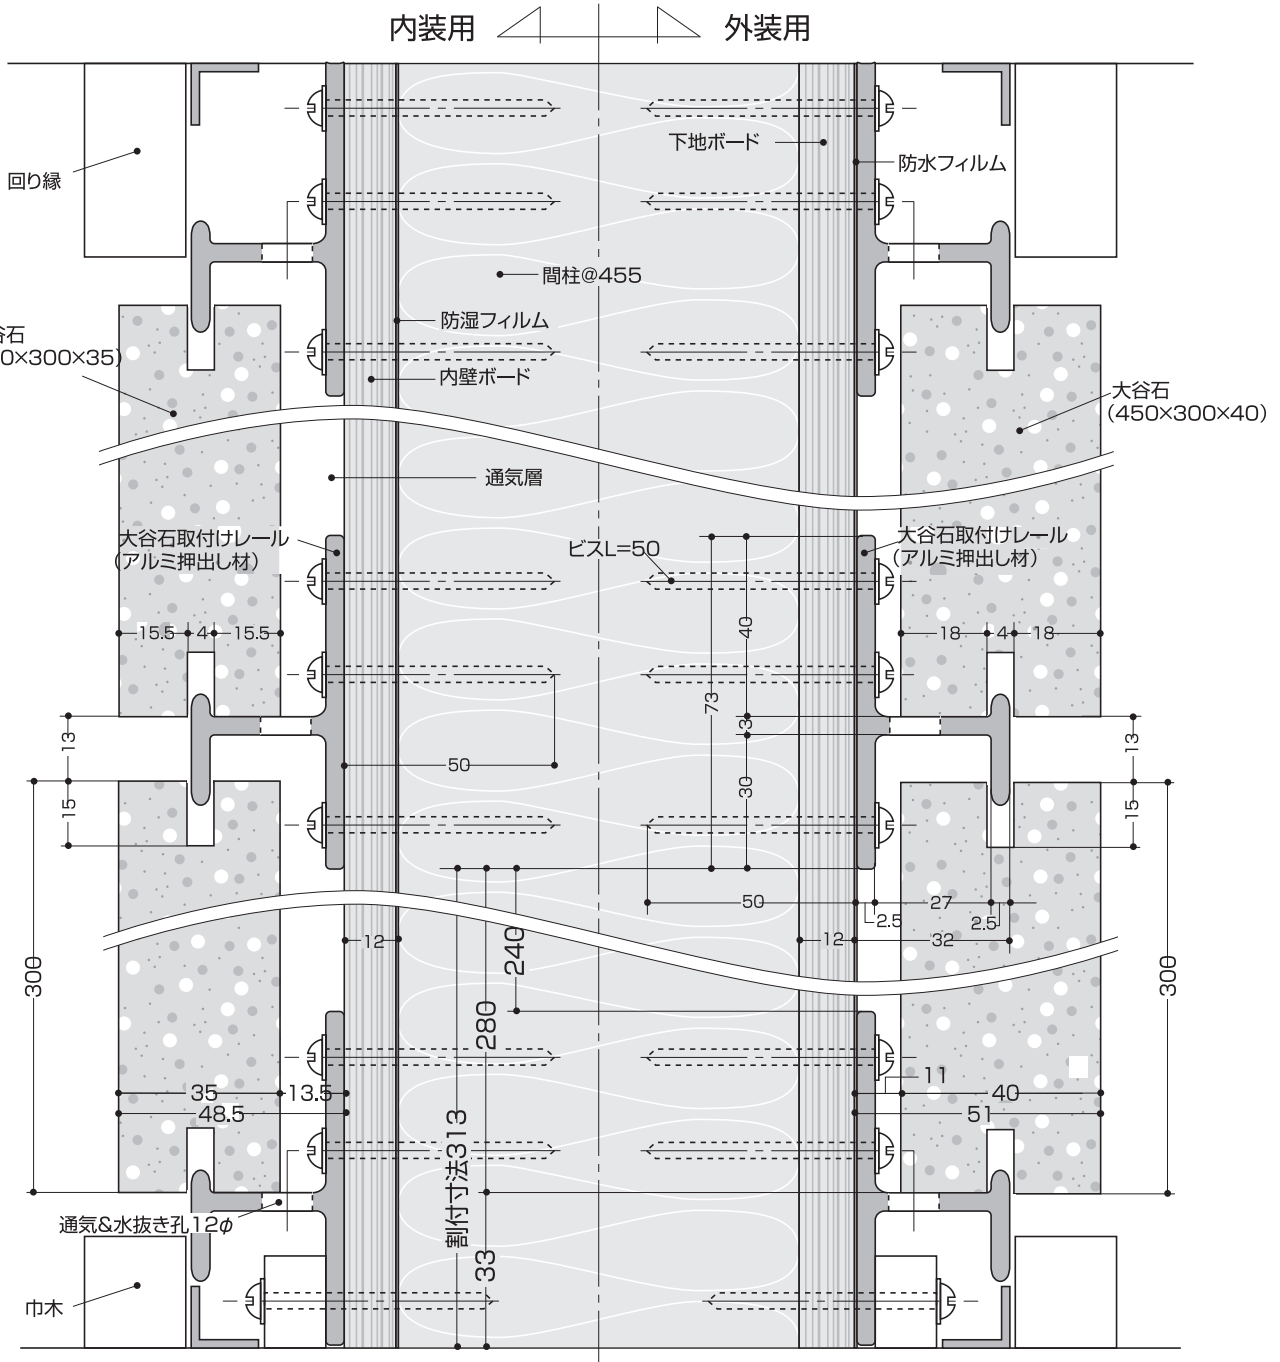 内装用
外装用
下地ボード
防水フィルム
回り縁
間柱@455
防湿フィルム
谷石
0×300×35)
内壁ボード
大谷石
(450×300×40)
通気層
大谷石取付けレール
(アルミ押出し材)
ビスL=50
大谷石取付けレール
(アルミ押出し材)
15.5
4
15.5
40
18
4
18
73
13
3
13
50
30
15
15
50
2.5
27
2.5
12
240
12
32
300
280
300
11
35
13.5
40
48.5
51
割付寸法313
通気&水抜き孔12φ
33
巾木